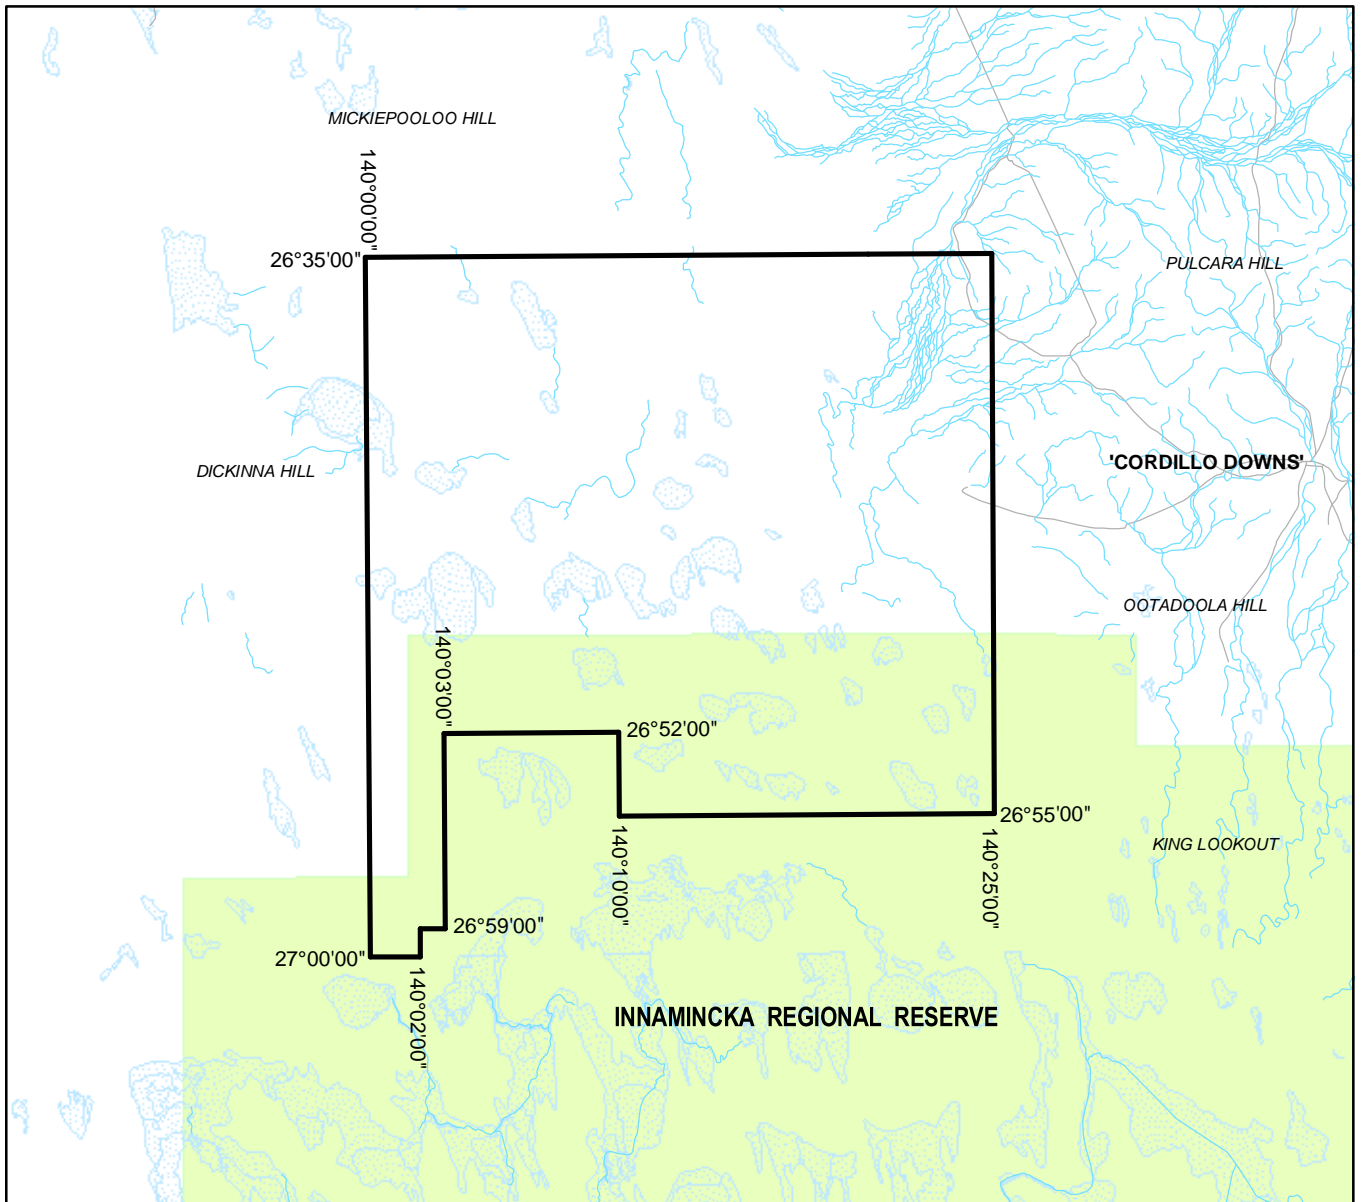 MICKIEPOOLOO HILL
140°00'00"
26°35'00"
PULCARA HILL
'CORDILLO DOWNS'
DICKINNA HILL
OOTADOOLA HILL
140°03'00"
26°52'00"
26°55'00"
140°10'00"
140°25'00"
KING LOOKOUT
26°59'00"
27°00'00"
140°02'00"
INNAMINCKA REGIONAL RESERVE